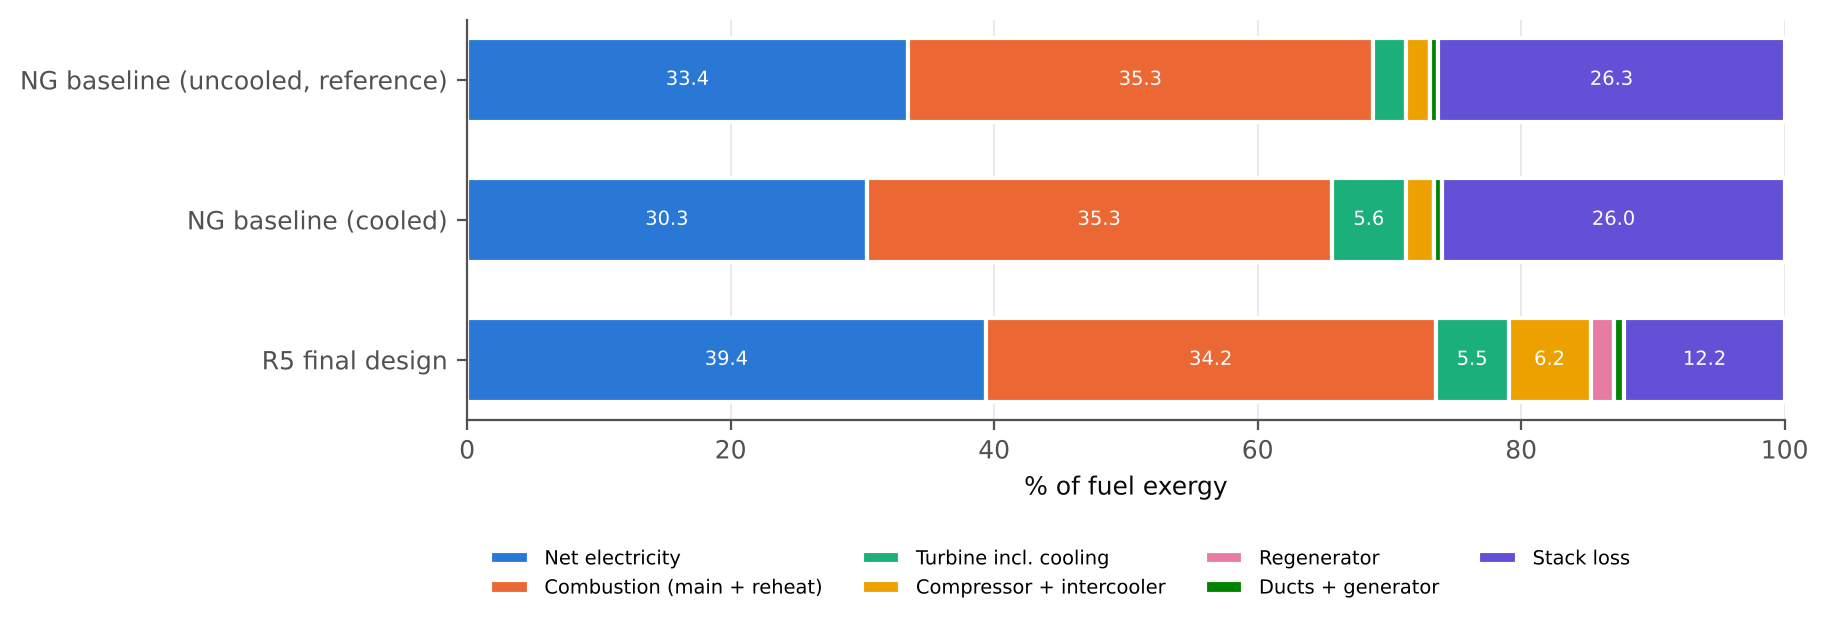 NG baseline (uncooled, reference)
33.4 35.3 26.3
NG baseline (cooled)
30.3 35.3 5.6 26.0
R5 final design
39.4 34.2 5.5 6.2 12.2
0 20 40 60 80 100
% of fuel exergy
Net electricity Turbine incl. cooling Regenerator Stack loss
Combustion (main + reheat) Compressor + intercooler Ducts + generator